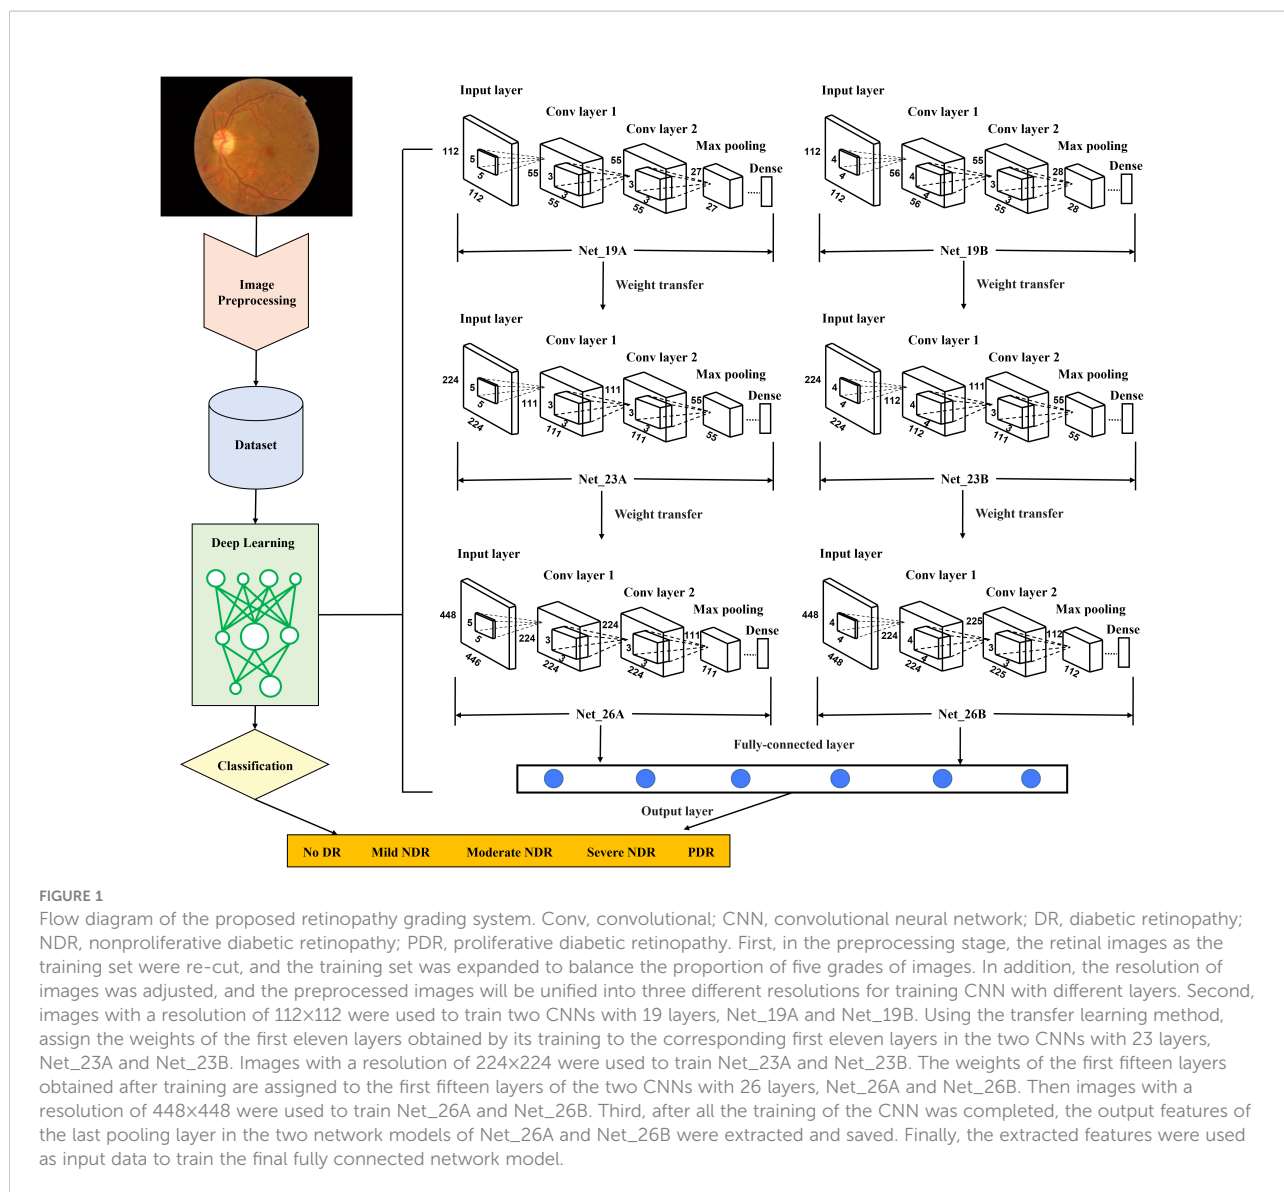 Image
Preprocessing
Dataset
Deep Learning
Classification
Input layer
Conv layer 1
Conv layer 2
Max pooling
Dense
112
112
5
5
55
55
3
3
55
55
3
3
27
27
Net_19A
Weight transfer
Input layer
Conv layer 1
Conv layer 2
Max pooling
Dense
112
112
4
4
56
56
4
4
55
55
3
3
28
28
Net_19B
Weight transfer
Input layer
Conv layer 1
Conv layer 2
Max pooling
Dense
224
224
5
5
111
111
3
3
111
111
3
3
55
55
Net_23A
Weight transfer
Input layer
Conv layer 1
Conv layer 2
Max pooling
Dense
224
224
4
4
112
112
4
4
111
111
3
3
55
55
Net_23B
Weight transfer
Input layer
Conv layer 1
Conv layer 2
Max pooling
Dense
448
446
5
5
224
224
3
3
224
224
3
3
111
111
Net_26A
Input layer
Conv layer 1
Conv layer 2
Max pooling
Dense
448
448
4
4
224
224
4
4
225
225
3
3
112
112
Net_26B
Fully-connected layer
Output layer
No DR Mild NDR Moderate NDR Severe NDR PDR
FIGURE 1
Flow diagram of the proposed retinopathy grading system. Conv, convolutional; CNN, convolutional neural network; DR, diabetic retinopathy;
NDR, nonproliferative diabetic retinopathy; PDR, proliferative diabetic retinopathy. First, in the preprocessing stage, the retinal images as the
training set were re-cut, and the training set was expanded to balance the proportion of five grades of images. In addition, the resolution of
images was adjusted, and the preprocessed images will be unified into three different resolutions for training CNN with different layers. Second,
images with a resolution of 112×112 were used to train two CNNs with 19 layers, Net_19A and Net_19B. Using the transfer learning method,
assign the weights of the first eleven layers obtained by its training to the corresponding first eleven layers in the two CNNs with 23 layers,
Net_23A and Net_23B. Images with a resolution of 224×224 were used to train Net_23A and Net_23B. The weights of the first fifteen layers
obtained after training are assigned to the first fifteen layers of the two CNNs with 26 layers, Net_26A and Net_26B. Then images with a
resolution of 448×448 were used to train Net_26A and Net_26B. Third, after all the training of the CNN was completed, the output features of
the last pooling layer in the two network models of Net_26A and Net_26B were extracted and saved. Finally, the extracted features were used
as input data to train the final fully connected network model.